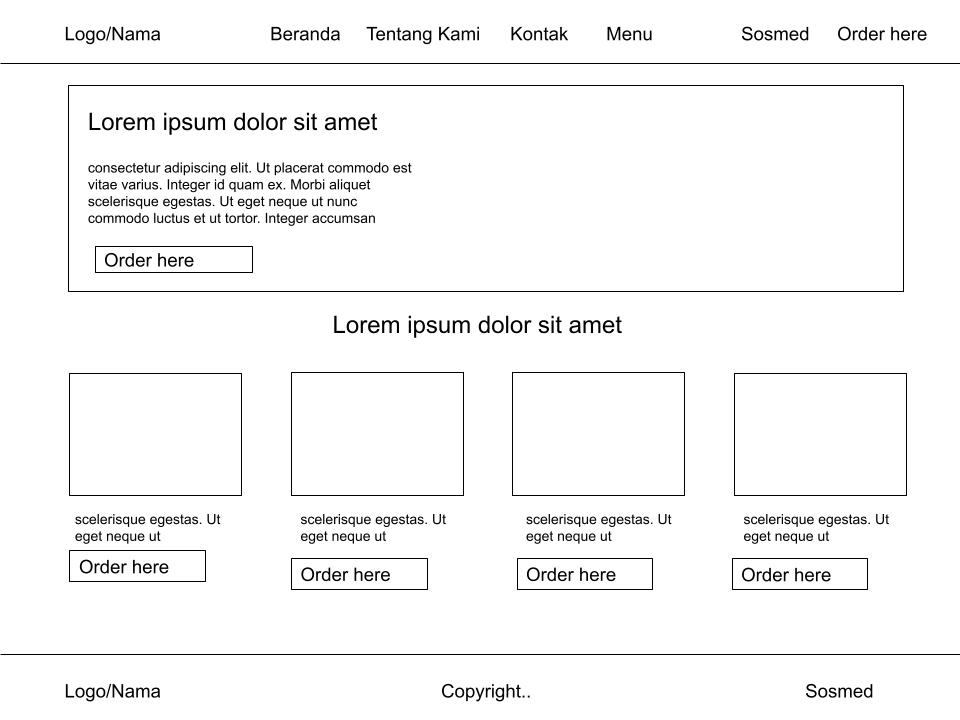 Logo/Nama Beranda Tentang Kami Kontak Menu Sosmed Order here
Lorem ipsum dolor sit amet
consectetur adipiscing elit. Ut placerat commodo est
vitae varius. Integer id quam ex. Morbi aliquet
scelerisque egestas. Ut eget neque ut nunc
commodo luctus et ut tortor. Integer accumsan
Order here
Lorem ipsum dolor sit amet
scelerisque egestas. Ut
eget neque ut
Order here
scelerisque egestas. Ut
eget neque ut
Order here
scelerisque egestas. Ut
eget neque ut
Order here
scelerisque egestas. Ut
eget neque ut
Order here
Logo/Nama Copyright.. Sosmed